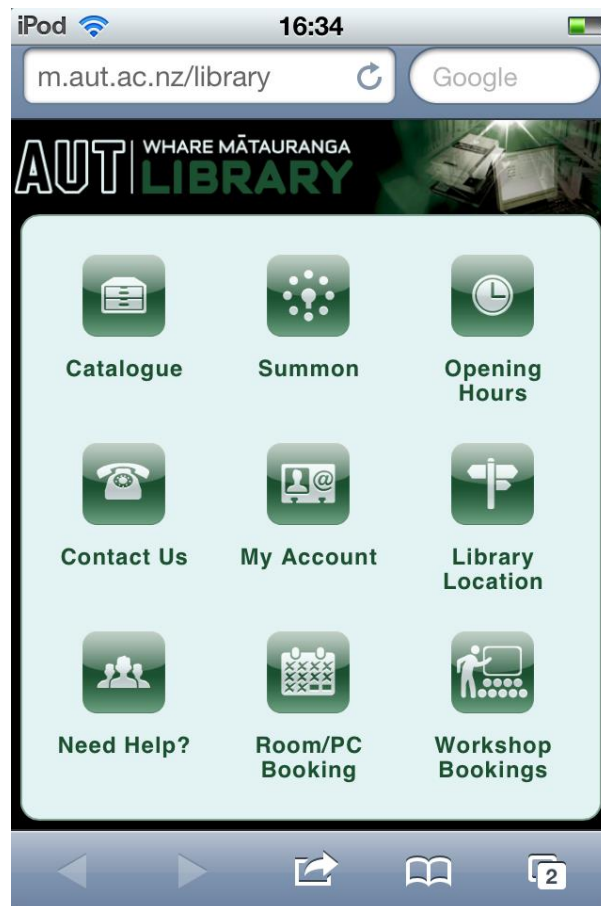 iPod 16:34
m.aut.ac.nz/library Google
AUT WHARE MĀTAURANGA
LIBRARY
Catalogue Summon Opening
Hours
Contact Us My Account Library
Location
Need Help? Room/PC Workshop
Booking Bookings
2